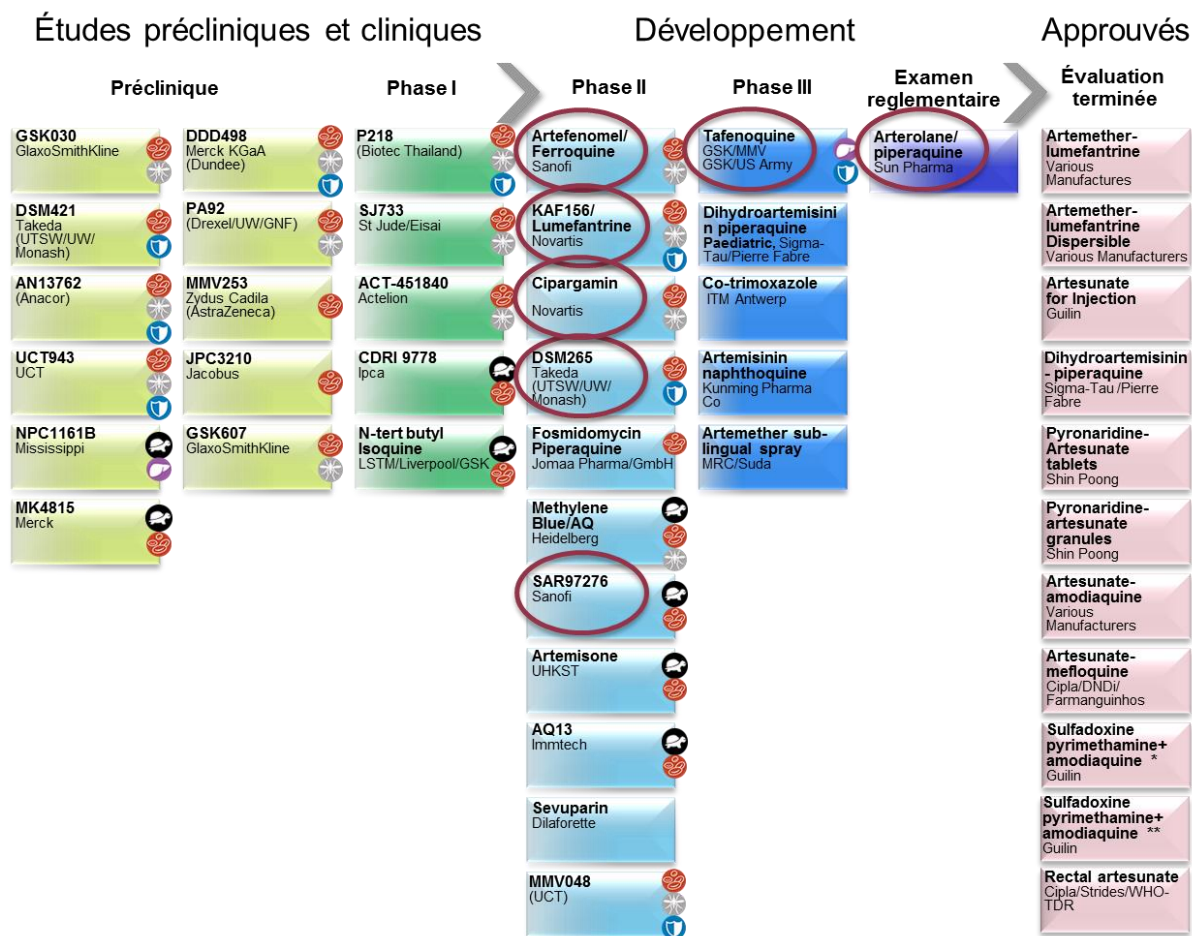 Études précliniques et cliniques
Développement
Approuvés
Préclinique
Phase I
Phase II
Phase III
Examen
reglementaire
Évaluation
terminée
GSK030
GlaxoSmithKline
DSM421
Takeda
(UTSW/UW/
Monash)
AN13762
(Anacor)
UCT943
UCT
NPC1161B
Mississippi
MK4815
Merck
DDD498
Merck KGaA
(Dundee)
PA92
(Drexel/UW/GNF)
MMV253
Zydus Cadila
(AstraZeneca)
JPC3210
Jacobus
GSK607
GlaxoSmithKline
P218
(Biotec Thailand)
SJ733
St Jude/Eisai
ACT-451840
Actelion
CDRI 9778
Ipca
N-tert butyl
Isoquine
LSTM/Liverpool/GSK
Artefenomel/
Ferroquine
Sanofi
KAF156/
Lumefantrine
Novartis
Cipargamin
Novartis
DSM265
Takeda
(UTSW/UW/
Monash)
Fosmidomycin
Piperaquine
Jomaa Pharma/GmbH
Methylene
Blue/AQ
Heidelberg
SAR97276
Sanofi
Artemisone
UHKST
AQ13
Immtech
Sevuparin
Dilaforette
MMV048
(UCT)
Tafenoquine
GSK/MMV
GSK/US Army
Dihydroartemisini
n piperaquine
Paediatric, Sigma-
Tau/Pierre Fabre
Co-trimoxazole
ITM Antwerp
Artemisinin
naphthoquine
Kunming Pharma
Co
Artemether sub-
lingual spray
MRC/Suda
Arterolane/
piperaquine
Sun Pharma
Artemether-
lumefantrine
Various
Manufactures
Artemether-
lumefantrine
Dispersible
Various Manufacturers
Artesunate
for Injection
Guilin
Dihydroartemisinin
- piperaquine
Sigma-Tau /Pierre
Fabre
Pyronaridine-
Artesunate
tablets
Shin Poong
Pyronaridine-
artesunate
granules
Shin Poong
Artesunate-
amodiaquine
Various
Manufacturers
Artesunate-
mefloquine
Cipla/DNDi/
Farmanguinhos
Sulfadoxine
pyrimethamine+
amodiaquine *
Guilin
Sulfadoxine
pyrimethamine+
amodiaquine **
Guilin
Rectal artesunate
Cipla/Strides/WHO-
TDR